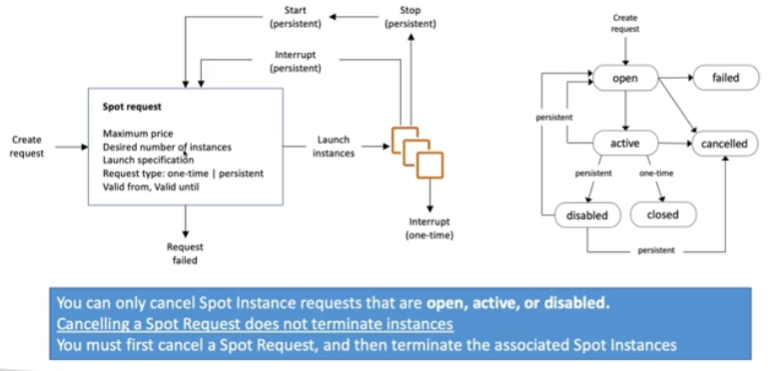 Start
(persistent)
Stop
(persistent)
Interrupt
(persistent)
Create
request
Spot request
Maximum price
Desired number of instances
Launch specification
Request type: one-time | persistent
Valid from, Valid until
Launch
instances
Interrupt
(one-time)
Request
failed
Create
request
open
failed
persistent
active
cancelled
persistent
one-time
disabled
closed
persistent
You can only cancel Spot Instance requests that are open, active, or disabled.
Cancelling a Spot Request does not terminate instances
You must first cancel a Spot Request, and then terminate the associated Spot Instances